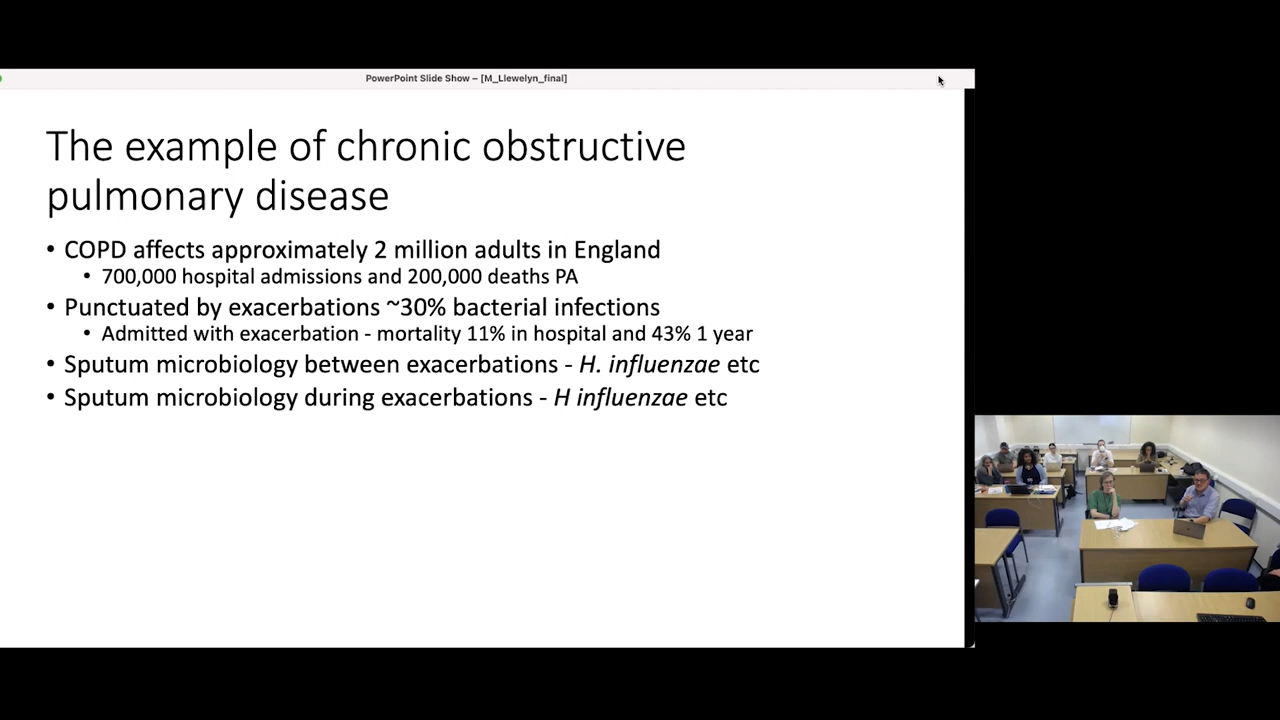 PowerPoint Slide Show – [M_Llewelyn_final]
The example of chronic obstructive
pulmonary disease
• COPD affects approximately 2 million adults in England
• 700,000 hospital admissions and 200,000 deaths PA
• Punctuated by exacerbations ~30% bacterial infections
• Admitted with exacerbation - mortality 11% in hospital and 43% 1 year
• Sputum microbiology between exacerbations - H. influenzae etc
• Sputum microbiology during exacerbations - H influenzae etc